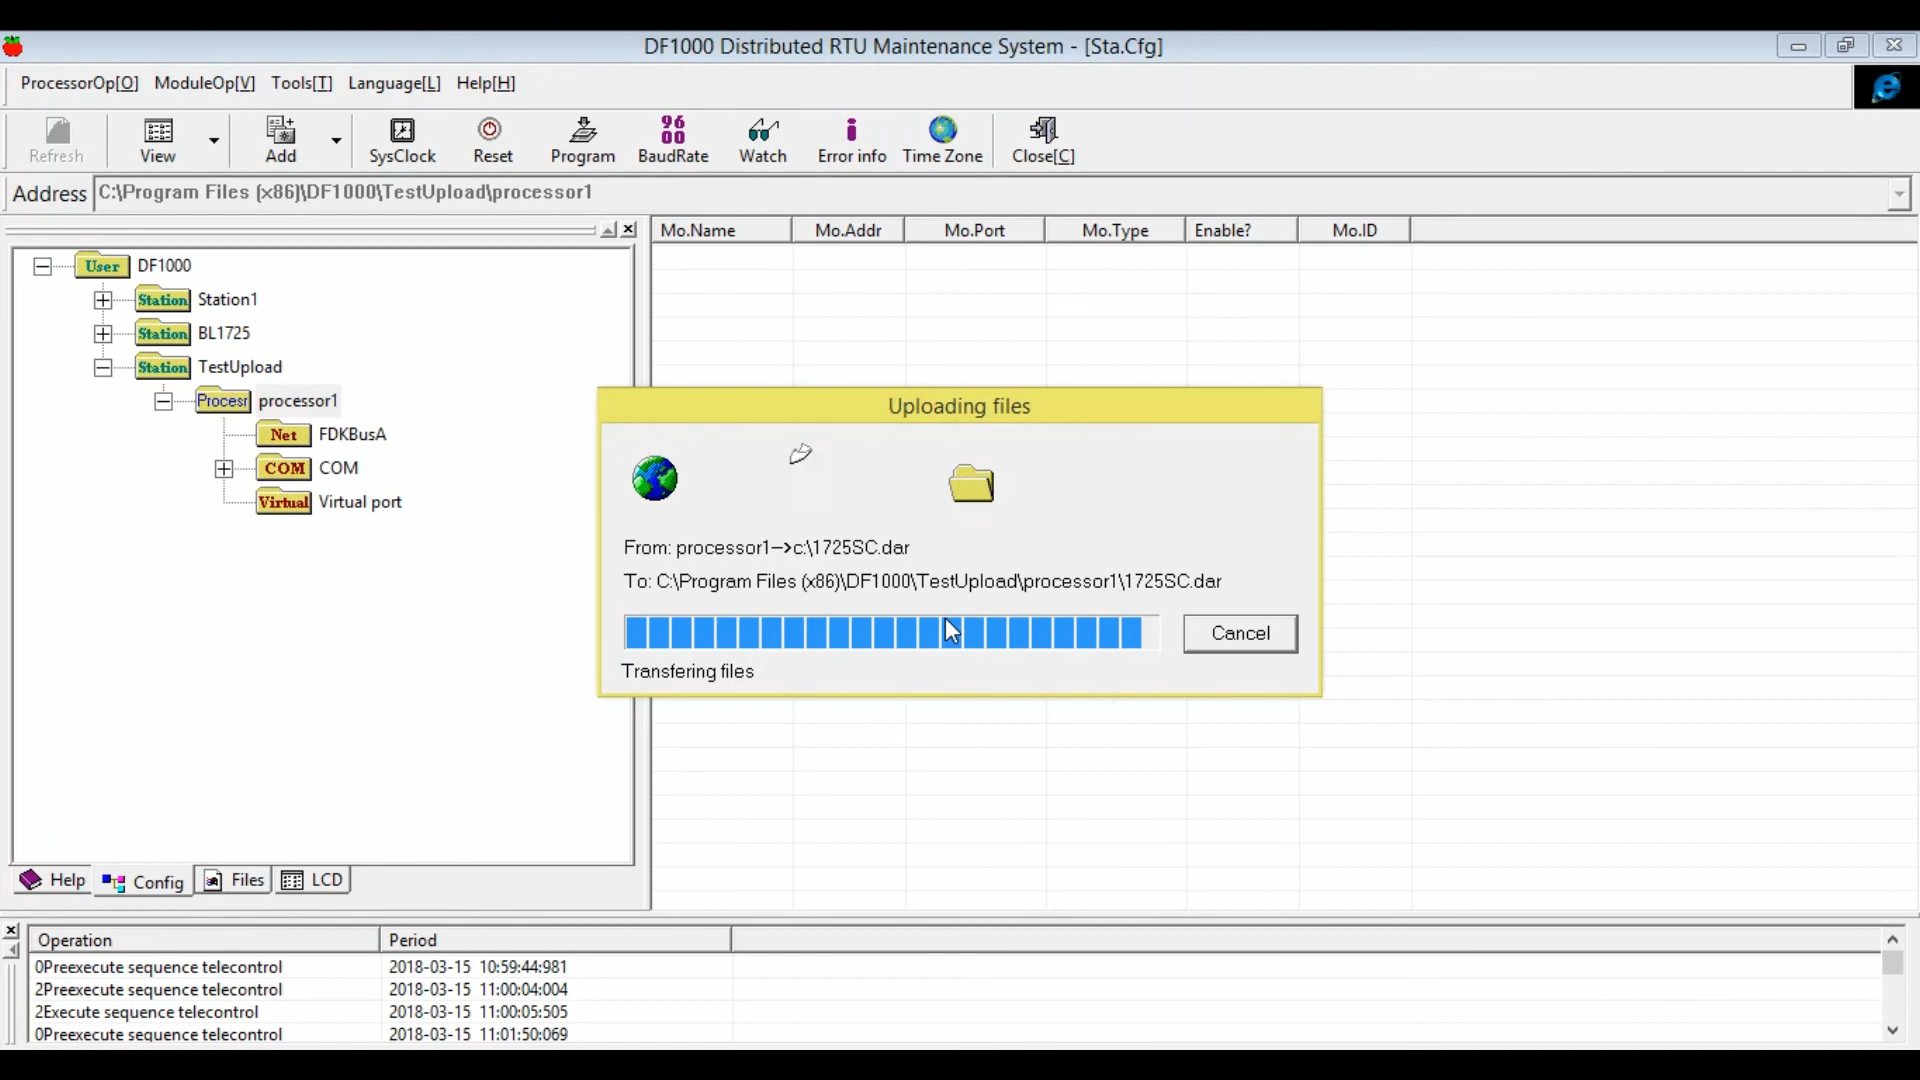 DF1000 Distributed RTU Maintenance System - [Sta.Cfg]
ProcessorOp[O] ModuleOp[V] Tools[T] Language[L] Help[H]
96
00
Refresh View Add SysClock Reset Program BaudRate Watch Error info Time Zone Close[C]
Address C:\Program Files (x86)\DF1000\TestUpload\processor1
Mo.Name Mo.Addr Mo.Port Mo.Type Enable? Mo.ID
User DF1000
Station Station1
Station BL1725
Station TestUpload
Procesr processor1
Net FDKBusA
COM COM
Virtual Virtual port
Uploading files
From: processor1-->c:\1725SC.dar
To: C:\Program Files (x86)\DF1000\TestUpload\processor1\1725SC.dar
Cancel
Transfering files
Help Config Files LCD
Operation Period
0Preexecute sequence telecontrol 2018-03-15 10:59:44:981
2Preexecute sequence telecontrol 2018-03-15 11:00:04:004
2Execute sequence telecontrol 2018-03-15 11:00:05:505
0Preexecute sequence telecontrol 2018-03-15 11:01:50:069